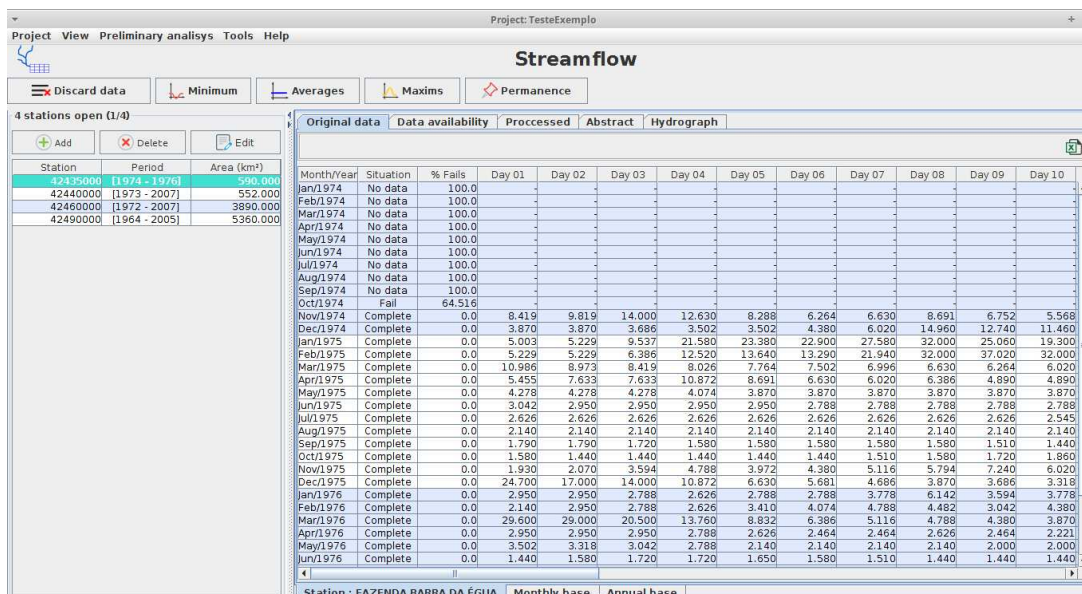 Project: TesteExemplo
Project View Preliminary analisys Tools Help
Streamflow
Discard data Minimum Averages Maxims Permanence
4 stations open (1/4)
Original data Data availability Proccessed Abstract Hydrograph
Add Delete Edit
Station Period Area (km²)
42435000 [1974 - 1976] 590.000
42440000 [1973 - 2007] 552.000
42460000 [1972 - 2007] 3890.000
42490000 [1964 - 2005] 5360.000
Month/Year Situation % Fails Day 01 Day 02 Day 03 Day 04 Day 05 Day 06 Day 07 Day 08 Day 09 Day 10
Jan/1974 No data 100.0 - - - - - - - - - -
Feb/1974 No data 100.0 - - - - - - - - - -
Mar/1974 No data 100.0 - - - - - - - - - -
Apr/1974 No data 100.0 - - - - - - - - - -
May/1974 No data 100.0 - - - - - - - - - -
Jun/1974 No data 100.0 - - - - - - - - - -
Jul/1974 No data 100.0 - - - - - - - - - -
Aug/1974 No data 100.0 - - - - - - - - - -
Sep/1974 No data 100.0 - - - - - - - - - -
Oct/1974 Fail 64.516 - - - - - - - - - -
Nov/1974 Complete 0.0 8.419 9.819 14.000 12.630 8.288 6.264 6.630 8.691 6.752 5.568
Dec/1974 Complete 0.0 3.870 3.870 3.686 3.502 3.502 4.380 6.020 14.960 12.740 11.460
Jan/1975 Complete 0.0 5.003 5.229 9.537 21.580 23.380 22.900 27.580 32.000 25.060 19.300
Feb/1975 Complete 0.0 5.229 5.229 6.386 12.520 13.640 13.290 21.940 32.000 37.020 32.000
Mar/1975 Complete 0.0 10.986 8.973 8.419 8.026 7.764 7.502 6.996 6.630 6.264 6.020
Apr/1975 Complete 0.0 5.455 7.633 7.633 10.872 8.691 6.630 6.020 6.386 4.890 4.890
May/1975 Complete 0.0 4.278 4.278 4.278 4.074 3.870 3.870 3.870 3.870 3.870 3.870
Jun/1975 Complete 0.0 3.042 2.950 2.950 2.950 2.950 2.788 2.788 2.788 2.788 2.788
Jul/1975 Complete 0.0 2.626 2.626 2.626 2.626 2.626 2.626 2.626 2.626 2.626 2.545
Aug/1975 Complete 0.0 2.140 2.140 2.140 2.140 2.140 2.140 2.140 2.140 2.140 2.140
Sep/1975 Complete 0.0 1.790 1.790 1.720 1.580 1.580 1.580 1.580 1.580 1.510 1.440
Oct/1975 Complete 0.0 1.580 1.440 1.440 1.440 1.440 1.440 1.510 1.580 1.720 1.860
Nov/1975 Complete 0.0 1.930 2.070 3.594 4.788 3.972 4.380 5.116 5.794 7.240 6.020
Dec/1975 Complete 0.0 24.700 17.000 14.000 10.872 6.630 5.681 4.686 3.870 3.686 3.318
Jan/1976 Complete 0.0 2.950 2.950 2.788 2.626 2.788 2.788 3.778 6.142 3.594 3.778
Feb/1976 Complete 0.0 2.140 2.950 2.788 2.626 3.410 4.074 4.788 4.482 3.042 4.380
Mar/1976 Complete 0.0 29.600 29.000 20.500 13.760 8.832 6.386 5.116 4.788 4.380 3.870
Apr/1976 Complete 0.0 2.950 2.950 2.950 2.788 2.626 2.464 2.464 2.626 2.464 2.221
May/1976 Complete 0.0 3.502 3.318 3.042 2.788 2.140 2.140 2.140 2.140 2.000 2.000
Jun/1976 Complete 0.0 1.440 1.580 1.720 1.720 1.650 1.580 1.510 1.440 1.440 1.440
Station : FAZENDA BARRA DA ÉGUA Monthly base Annual base